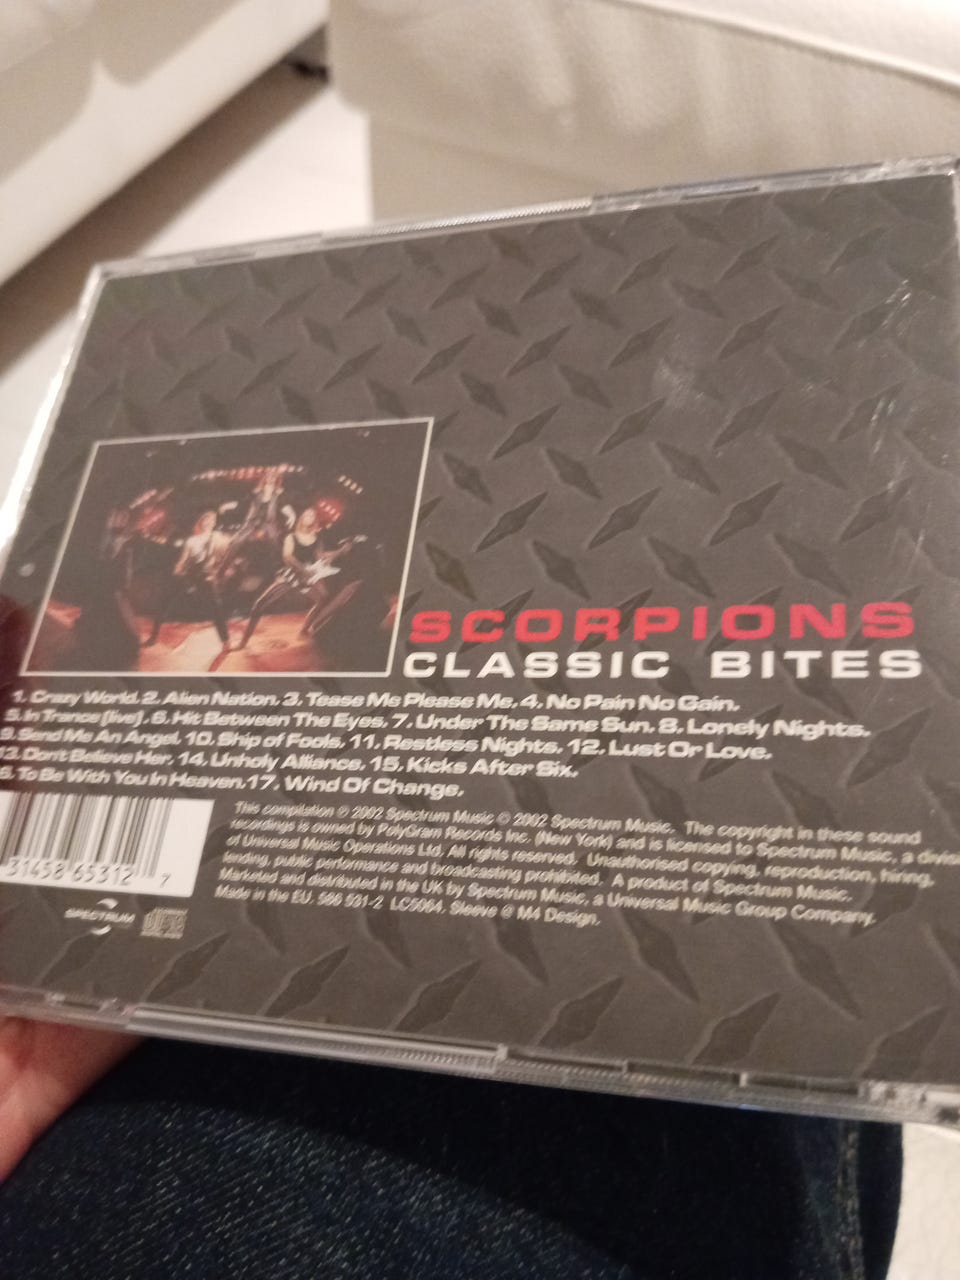 SCORPIONS
CLASSIC BITES
1. Crazy World. 2. Alien Nation. 3. Tease Me Please Me. 4. No Pain No Gain.
5. In Trance (live). 6. Hit Between The Eyes. 7. Under The Same Sun. 8. Lonely Nights.
9. Send Me An Angel. 10. Ship of Fools. 11. Restless Nights. 12. Lust Or Love.
13. Don't Believe Her. 14. Unholy Alliance. 15. Kicks After Six.
6. To Be With You In Heaven. 17. Wind Of Change.
This compilation ℗ 2002 Spectrum Music © 2002 Spectrum Music. The copyright in these sound
recordings is owned by PolyGram Records Inc. (New York) and is licensed to Spectrum Music, a divis
of Universal Music Operations Ltd. All rights reserved. Unauthorised copying, reproduction, hiring,
lending, public performance and broadcasting prohibited. A product of Spectrum Music.
Marketed and distributed in the UK by Spectrum Music, a Universal Music Group Company.
Made in the EU. 586 531-2 LC5064. Sleeve @ M4 Design.
31458 65312 7
SPECTRUM